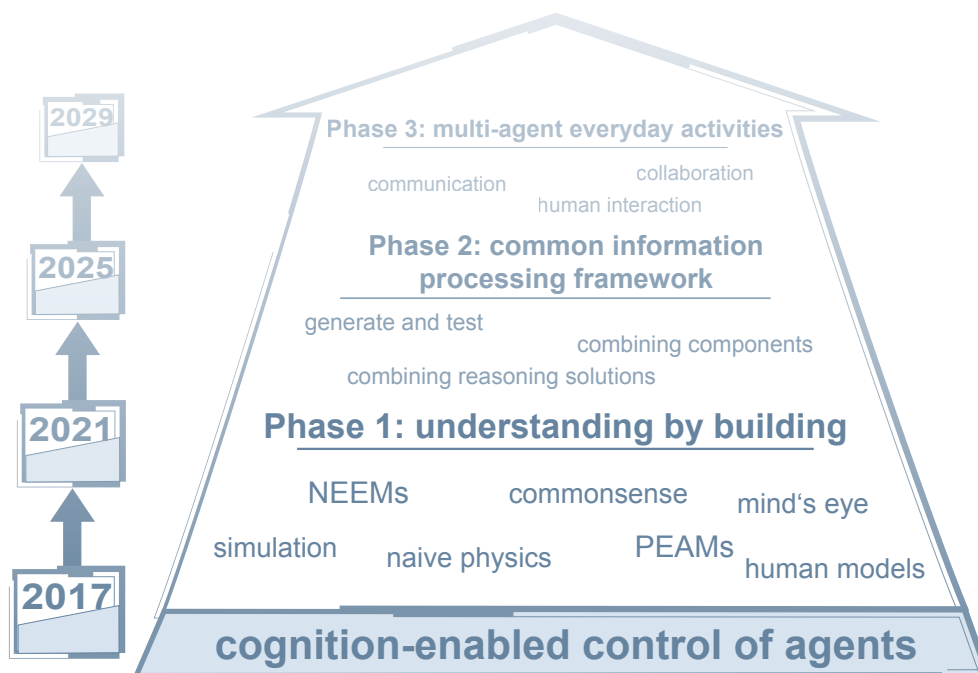 2029
Phase 3: multi-agent everyday activities
communication
collaboration
human interaction
2025
Phase 2: common information
processing framework
generate and test
combining components
combining reasoning solutions
2021
Phase 1: understanding by building
NEEMs
commonsense
mind‘s eye
simulation
naive physics
PEAMs
human models
2017
cognition-enabled control of agents